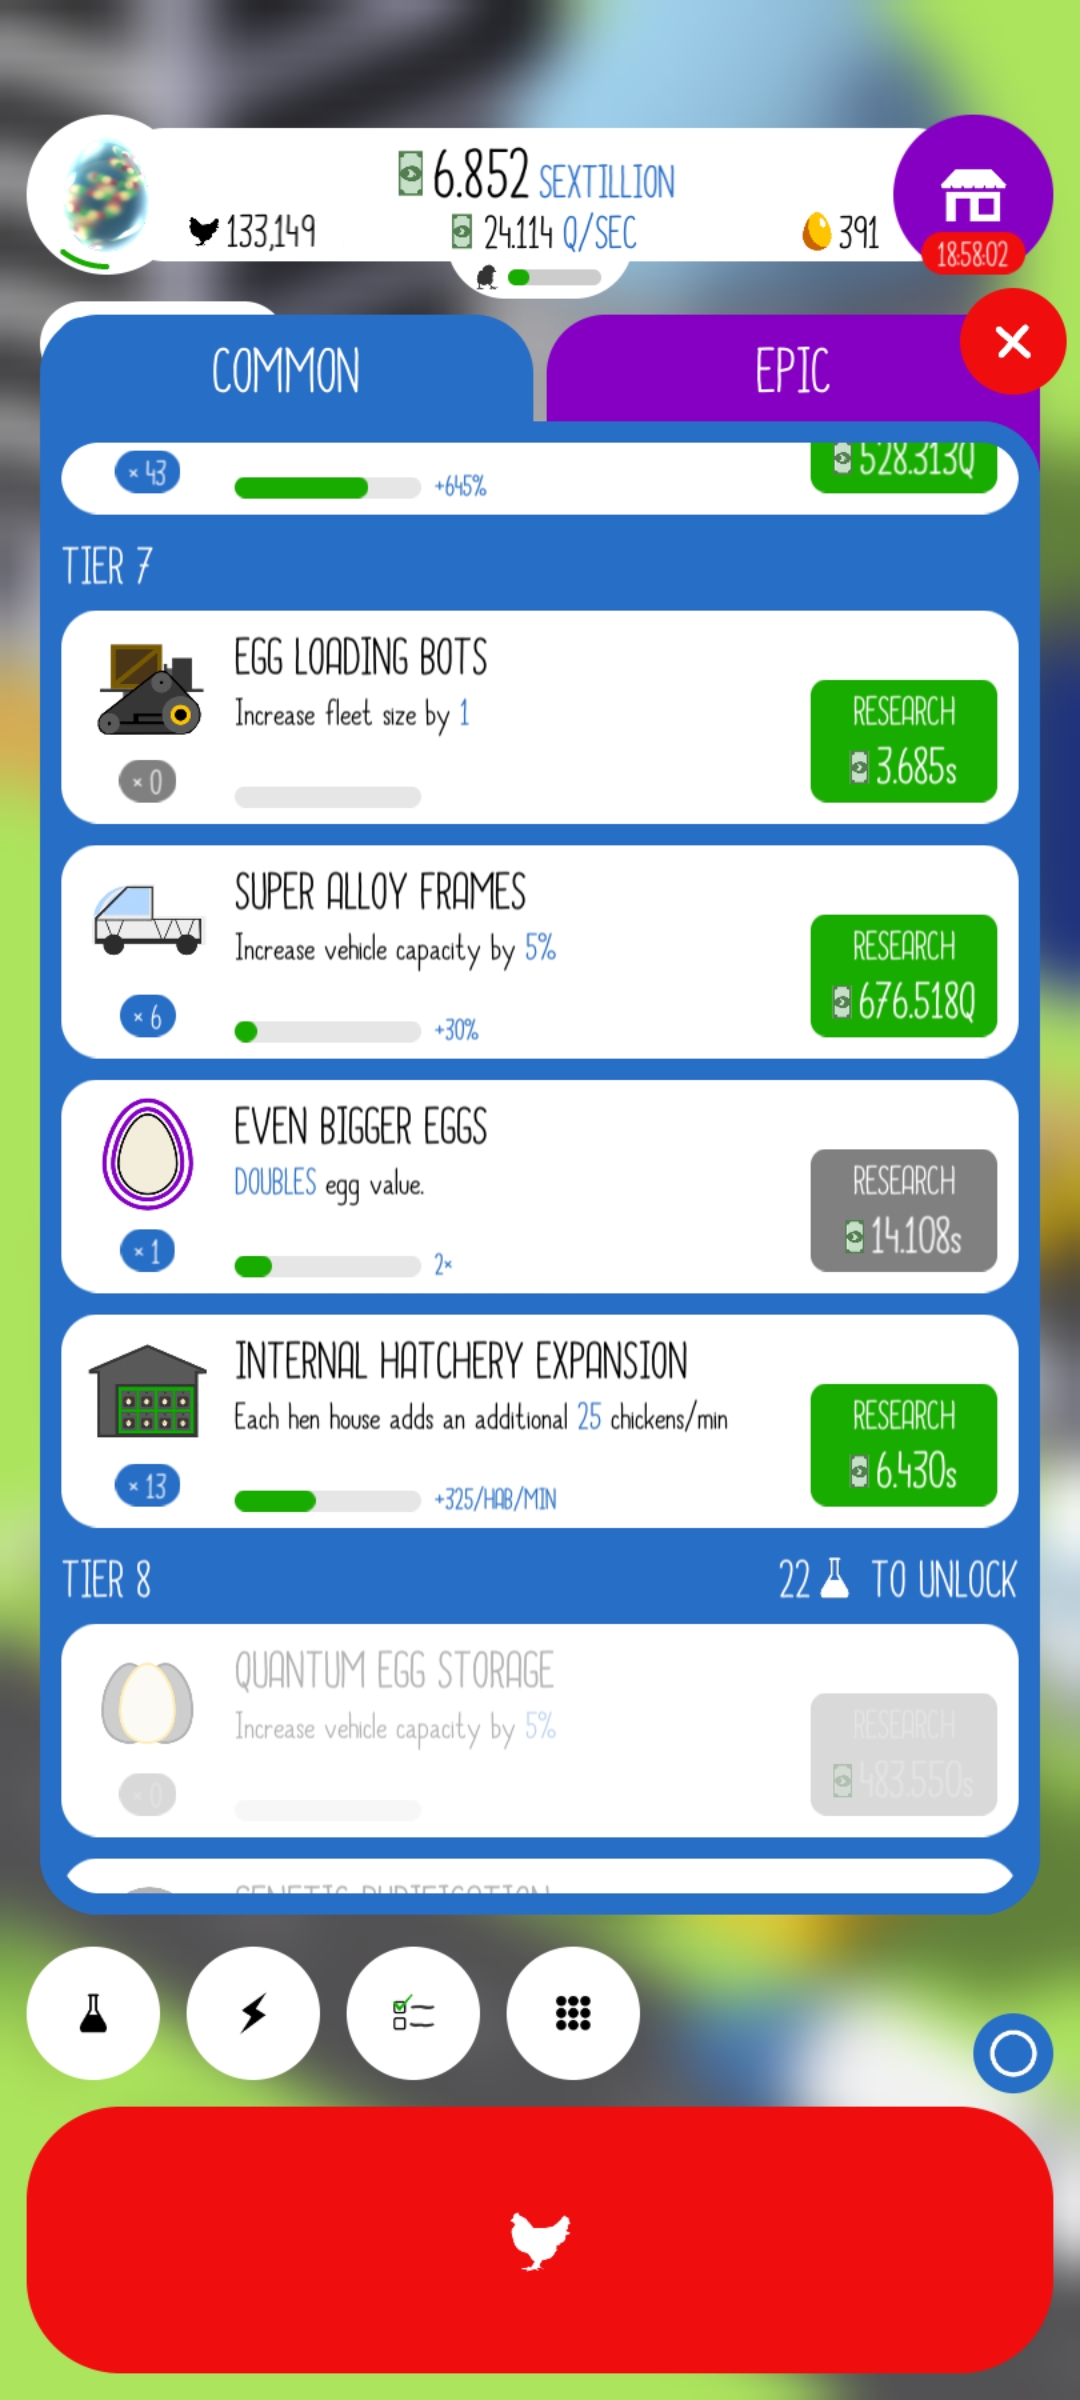 6.852 SEXTILLION
133,149
24.114 Q/SEC
391
18:58:02
COMMON
EPIC
× 43
+645%
528.313Q
TIER 7
EGG LOADING BOTS
Increase fleet size by 1
× 0
RESEARCH
3.685s
SUPER ALLOY FRAMES
Increase vehicle capacity by 5%
× 6
+30%
RESEARCH
676.518Q
EVEN BIGGER EGGS
DOUBLES egg value.
× 1
2×
RESEARCH
14.108s
INTERNAL HATCHERY EXPANSION
Each hen house adds an additional 25 chickens/min
× 13
+325/HAB/MIN
RESEARCH
6.430s
TIER 8
22 TO UNLOCK
QUANTUM EGG STORAGE
Increase vehicle capacity by 5%
× 0
RESEARCH
483.550s